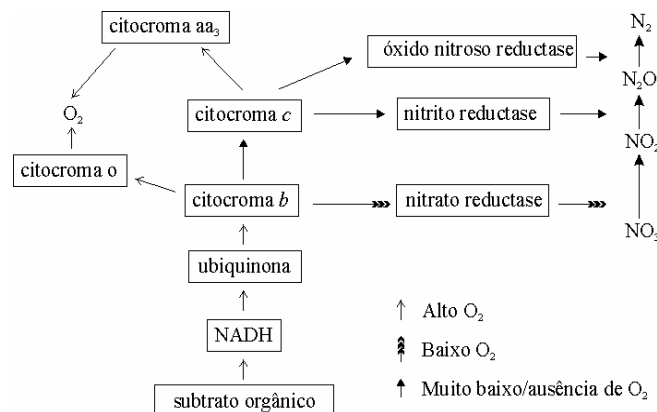 citocroma aa₃
óxido nitroso reductase
N₂
N₂O
O₂
citocroma c
nitrito reductase
NO₂
citocroma o
citocroma b
nitrato reductase
NO₃
ubiquinona
NADH
subtrato orgânico
Alto O₂
Baixo O₂
Muito baixo/ausência de O₂